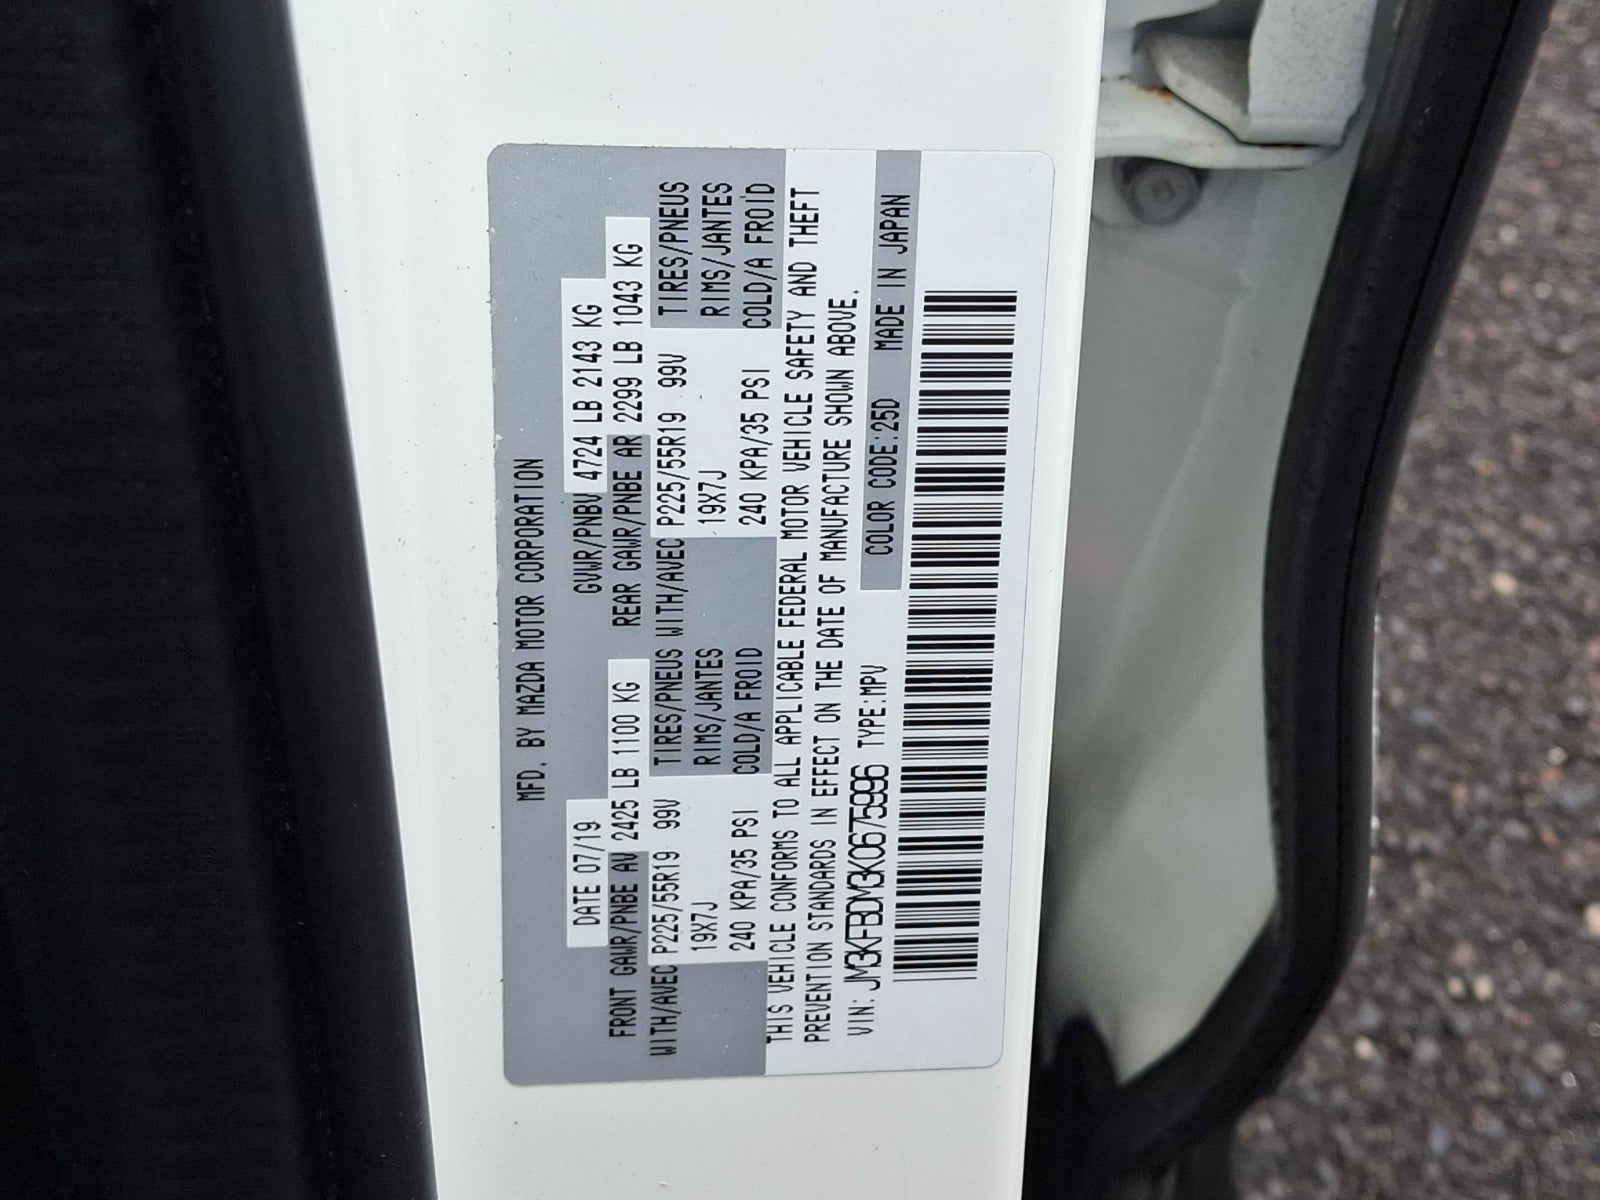 MFD. BY MAZDA MOTOR CORPORATION
DATE 07/19 GVWR/PNBV 4724 LB 2143 KG
FRONT GAWR/PNBE AV 2425 LB 1100 KG REAR GAWR/PNBE AR 2299 LB 1043 KG
WITH/AVEC P225/55R19 99V TIRES/PNEUS WITH/AVEC P225/55R19 99V TIRES/PNEUS
19X7J RIMS/JANTES 19X7J RIMS/JANTES
240 KPA/35 PSI COLD/A FROID 240 KPA/35 PSI COLD/A FROID
THIS VEHICLE CONFORMS TO ALL APPLICABLE FEDERAL MOTOR VEHICLE SAFETY AND THEFT
PREVENTION STANDARDS IN EFFECT ON THE DATE OF MANUFACTURE SHOWN ABOVE.
VIN: JM3KFBDM3K0675996 TYPE:MPV COLOR CODE:25D MADE IN JAPAN